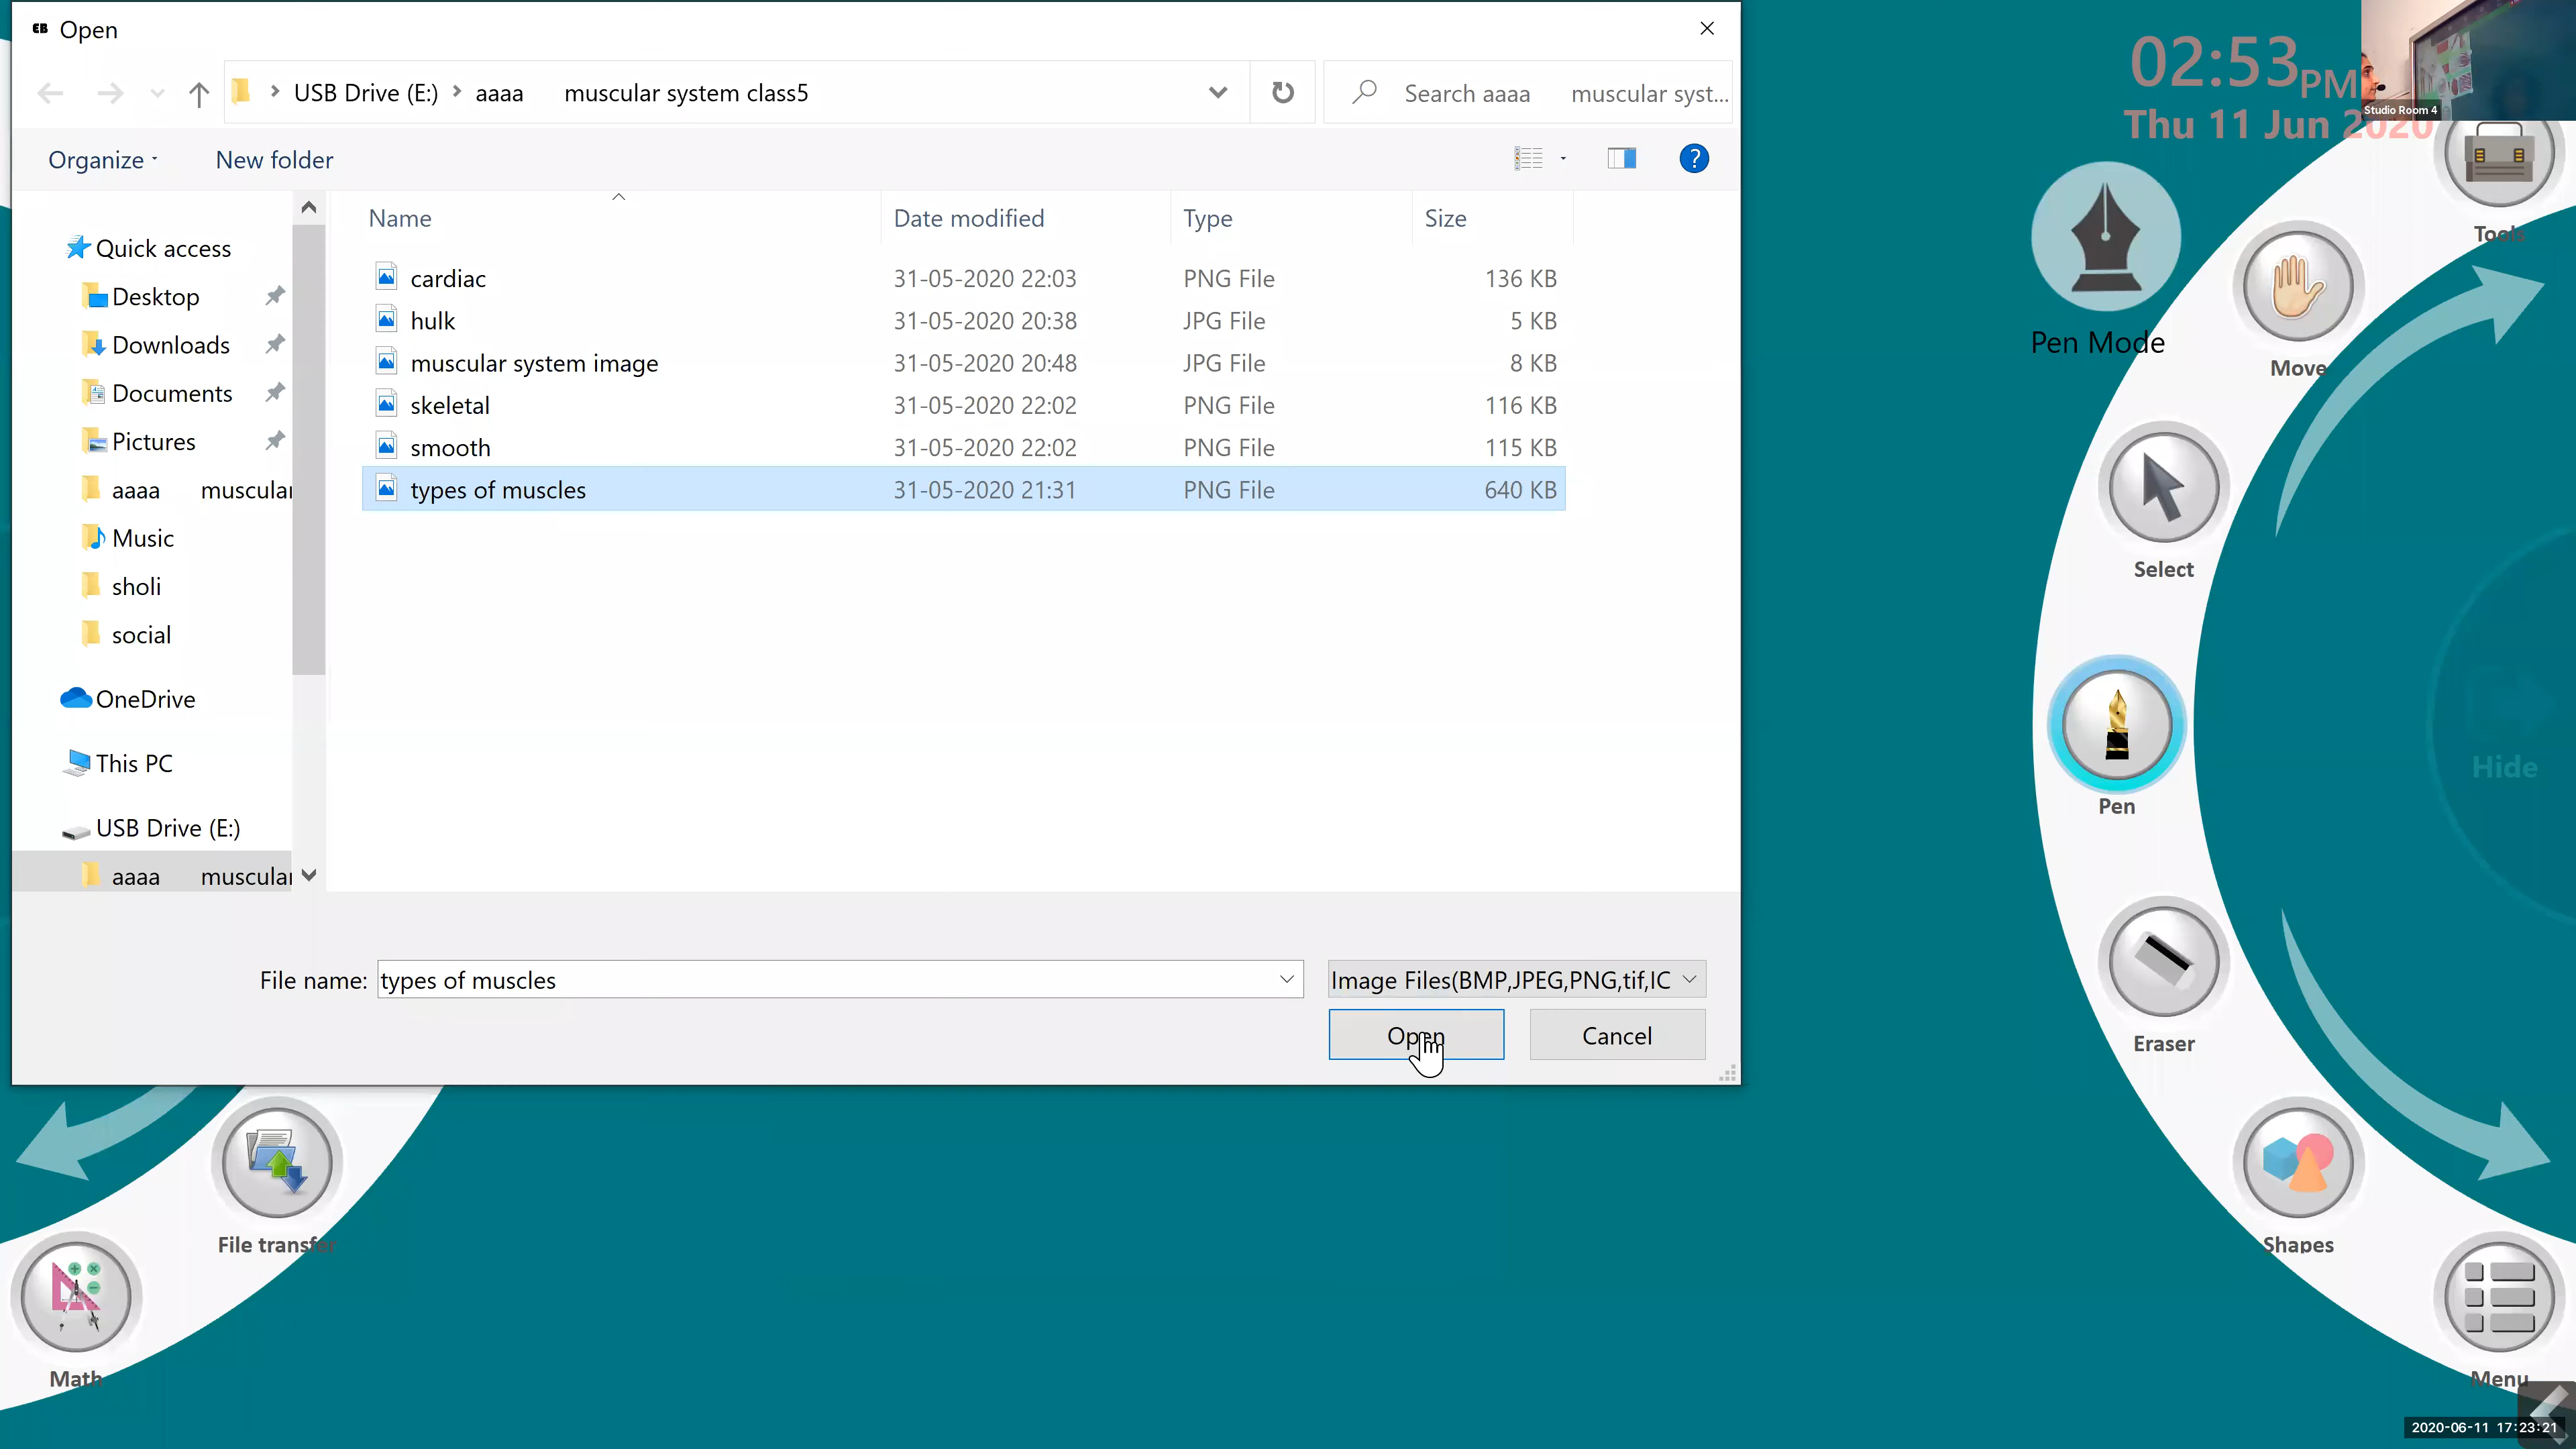 EB Open
USB Drive (E:) aaaa muscular system class5
Search aaaa muscular syst...
Organize New folder
?
Name Date modified Type Size
cardiac 31-05-2020 22:03 PNG File 136 KB
hulk 31-05-2020 20:38 JPG File 5 KB
muscular system image 31-05-2020 20:48 JPG File 8 KB
skeletal 31-05-2020 22:02 PNG File 116 KB
smooth 31-05-2020 22:02 PNG File 115 KB
types of muscles 31-05-2020 21:31 PNG File 640 KB
Quick access
Desktop
Downloads
Documents
Pictures
aaaa muscular
Music
sholi
social
OneDrive
This PC
USB Drive (E:)
aaaa muscular
File name: types of muscles
Image Files(BMP,JPEG,PNG,tif,IC
Open Cancel
02:53 PM
Thu 11 Jun 2020
Studio Room 4
Tools
Pen Mode
Move
Select
Pen
Hide
Eraser
Shapes
Menu
File transfer
Math
2020-06-11 17:23:21